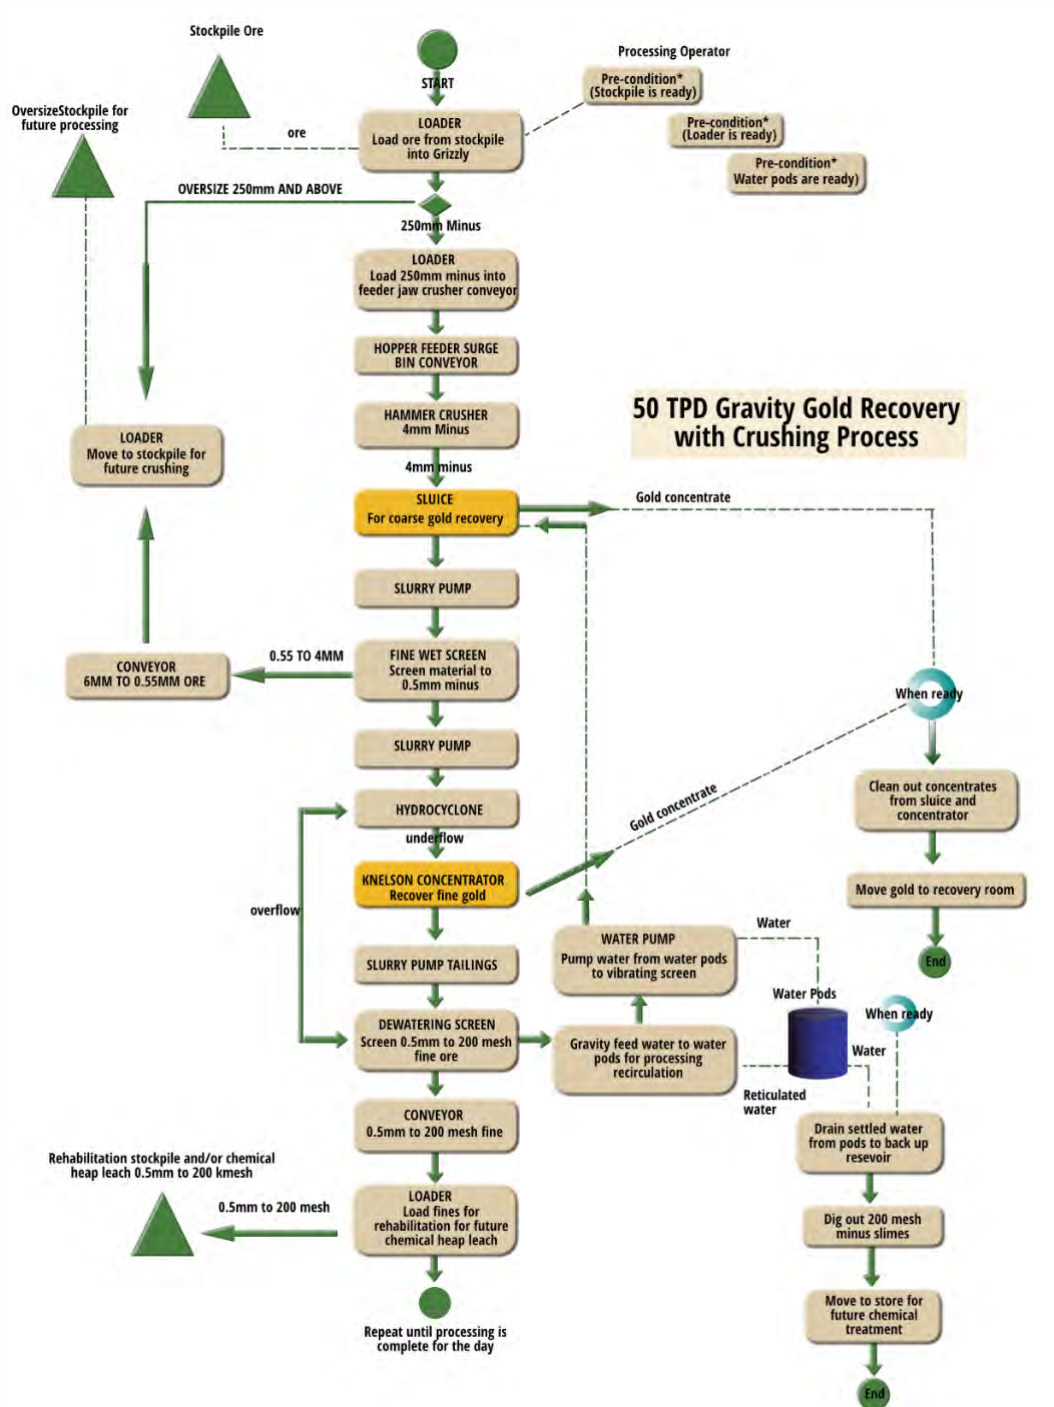 Stockpile Ore
START
Processing Operator
Pre-condition*
(Stockpile is ready)
Pre-condition*
(Loader is ready)
Pre-condition*
Water pods are ready)
OversizeStockpile for
future processing
ore
LOADER
Load ore from stockpile
into Grizzly
OVERSIZE 250mm AND ABOVE
250mm Minus
LOADER
Load 250mm minus into
feeder jaw crusher conveyor
HOPPER FEEDER SURGE
BIN CONVEYOR
HAMMER CRUSHER
4mm Minus
50 TPD Gravity Gold Recovery
with Crushing Process
LOADER
Move to stockpile for
future crushing
4mm minus
SLUICE
For coarse gold recovery
Gold concentrate
SLURRY PUMP
0.55 TO 4MM
FINE WET SCREEN
Screen material to
0.5mm minus
CONVEYOR
6MM TO 0.55MM ORE
When ready
SLURRY PUMP
Clean out concentrates
from sluice and
concentrator
HYDROCYCLONE
Gold concentrate
underflow
KNELSON CONCENTRATOR
Recover fine gold
Move gold to recovery room
overflow
End
SLURRY PUMP TAILINGS
WATER PUMP
Pump water from water pods
to vibrating screen
Water
Water Pods
When ready
DEWATERING SCREEN
Screen 0.5mm to 200 mesh
fine ore
Gravity feed water to water
pods for processing
recirculation
Water
Reticulated
water
CONVEYOR
0.5mm to 200 mesh fine
Drain settled water
from pods to back up
resevoir
Rehabilitation stockpile and/or chemical
heap leach 0.5mm to 200 kmesh
0.5mm to 200 mesh
LOADER
Load fines for
rehabilitation for future
chemical heap leach
Dig out 200 mesh
minus slimes
Move to store for
future chemical
treatment
Repeat until processing is
complete for the day
End